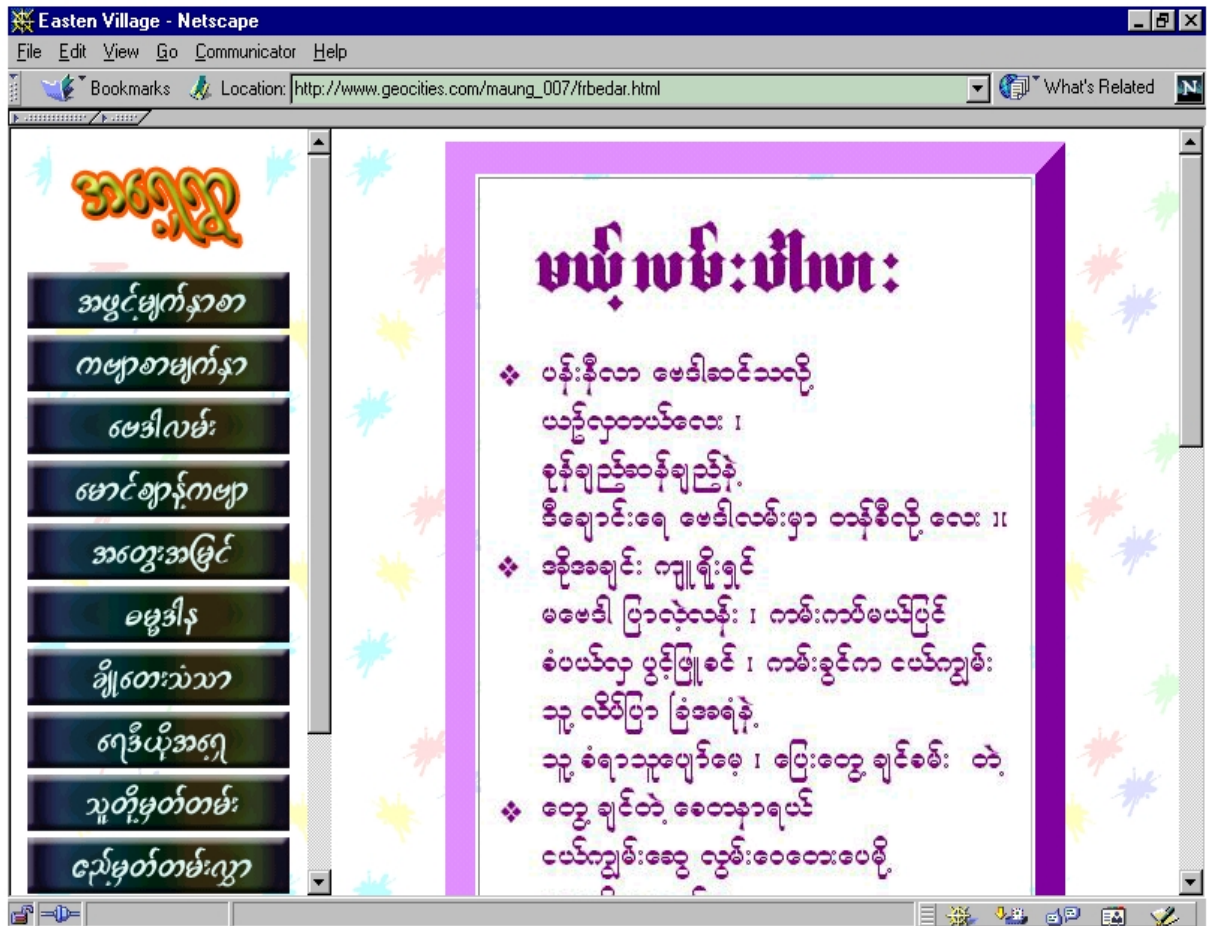 Easten Village - Netscape
File Edit View Go Communicator Help
Bookmarks Location: http://www.geocities.com/maung_007/frbedar.html What's Related N
အရှေ့ရွာ
အဖွင့်မျက်နှာစာ
ကဗျာစာမျက်နှာ
ဗေဒါလမ်း
မောင်ဈာန့်ကဗျာ
အတွေးအမြင်
ဓမ္မဒါန
ချိုတေးသံသာ
ရေဒီယိုအရှေ့
သူတို့မှတ်တမ်း
ဧည့်မှတ်တမ်းလွှာ
မယ့်လမ်းပါလား
❖ ပန်းနီလာ ဗေဒါဆင်သလို့
ယဉ်လှတယ်လေး ၊
စုန်ချည်ဆန်ချည်နဲ့
ဒီချောင်းရေ ဗေဒါလမ်းမှာ တန်စီလို့ လေး ။
❖ အိုအချင်း ကျူရိုးရှင်
မဗေဒါ ပြာလဲ့လန်း ၊ ကမ်းကပ်မယ်ပြင်
ခံပယ်လှ ပွင့်ဖြူခင် ၊ ကမ်းခွင်က ငယ်ကျွမ်း
သူ့ လိပ်ပြာ ခြံအရံနဲ့
သူ့ ခံရာသူပျော်မေ့ ၊ ပြေးတွေ့ ချင်ခမ်း တဲ့
❖ တွေ့ ချင်တဲ့ စေတနာရယ်
ငယ်ကျွမ်းဆွေ လွမ်းဝေတေးပေမို့